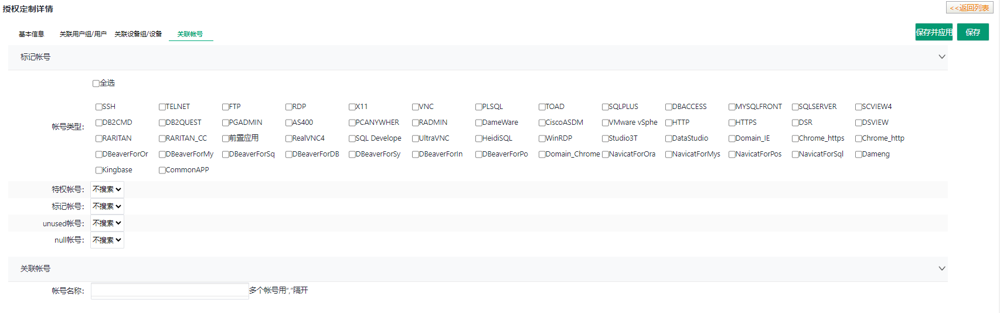 授权定制详情
<<返回列表
基本信息 关联用户组/用户 关联设备组/设备 关联帐号
保存并应用 保存
标记帐号
全选
帐号类型：
SSH TELNET FTP RDP X11 VNC PLSQL TOAD SQLPLUS DBACCESS MYSQLFRONT SQLSERVER SCVIEW4
DB2CMD DB2QUEST PGADMIN AS400 PCANYWHER RADMIN DameWare CiscoASDM VMware vSphe HTTP HTTPS DSR DSVIEW
RARITAN RARITAN_CC 前置应用 RealVNC4 SQL Develope UltraVNC HeidiSQL WinRDP Studio3T DataStudio Domain_IE Chrome_https Chrome_http
DBeaverForOr DBeaverForMy DBeaverForSq DBeaverForDB DBeaverForSy DBeaverForIn DBeaverForPo Domain_Chrome NavicatForOra NavicatForMys NavicatForPos NavicatForSql Dameng
Kingbase CommonAPP
特权帐号： 不搜索
标记帐号： 不搜索
unused帐号： 不搜索
null帐号： 不搜索
关联帐号
帐号名称： 多个帐号用“,”隔开